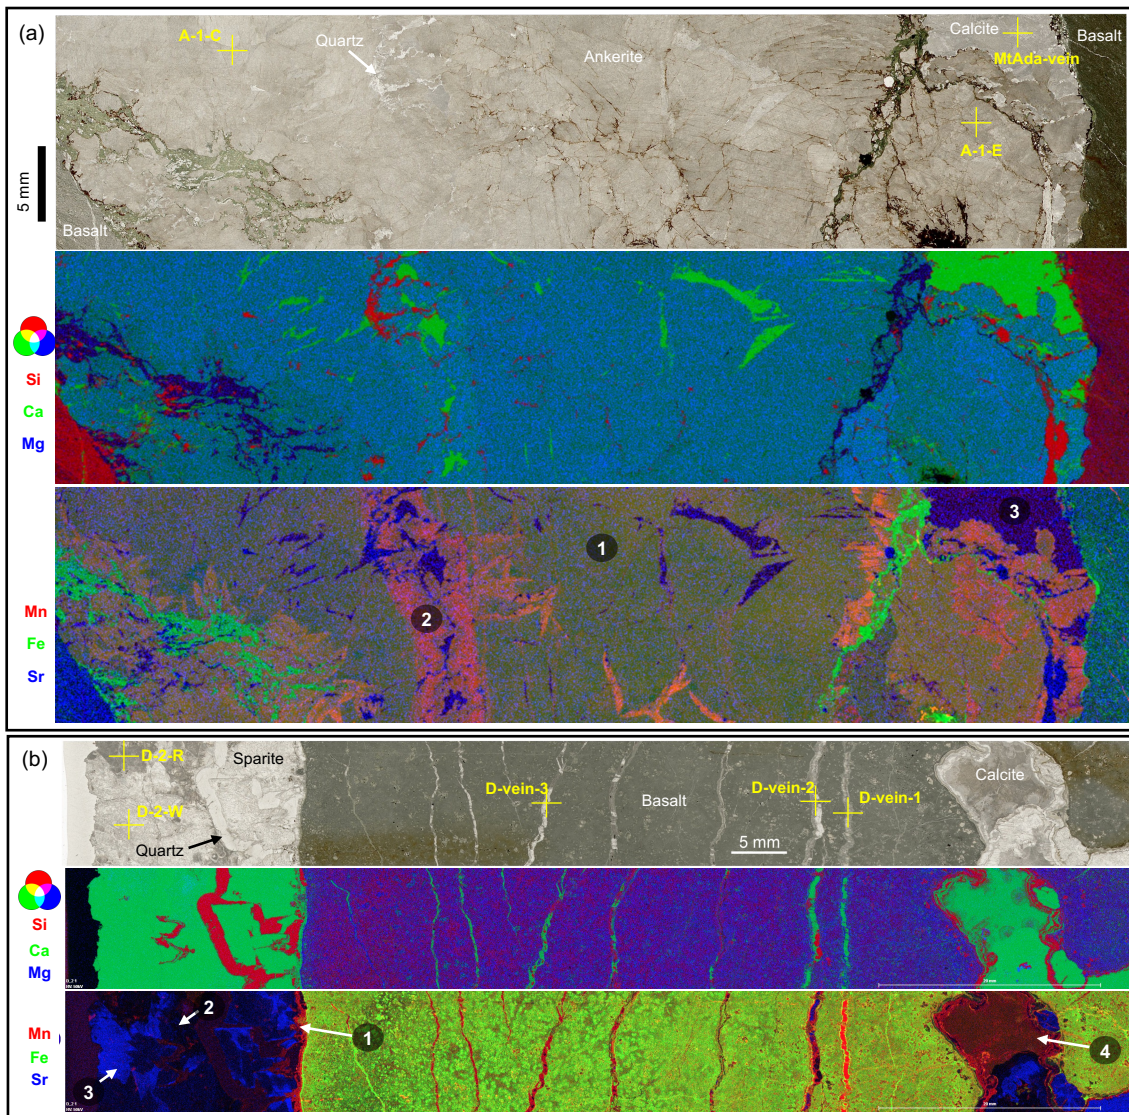 (a)
A-1-C
Quartz
Ankerite
Calcite
Basalt
MtAda-vein
A-1-E
5 mm
Basalt
Si
Ca
Mg
1
2
3
Mn
Fe
Sr
(b)
D-2-R
Sparite
D-2-W
Quartz
D-vein-3
Basalt
D-vein-2
D-vein-1
5 mm
Calcite
Si
Ca
Mg
Mn
Fe
Sr
1
2
3
4